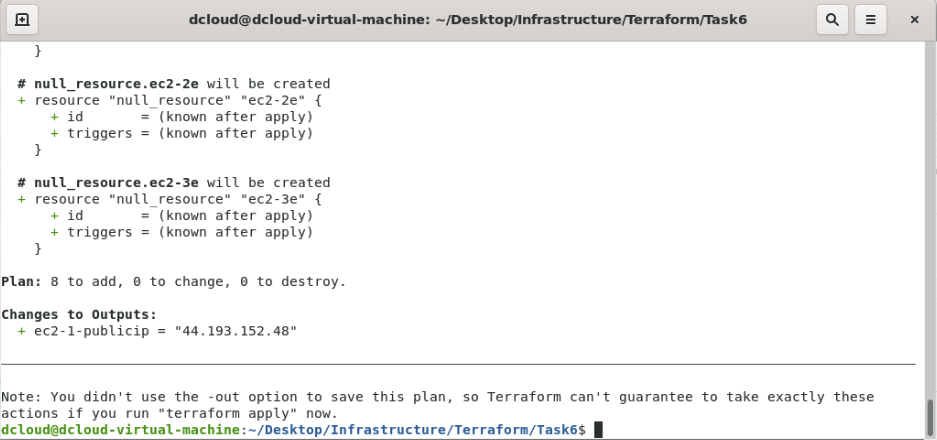 dcloud@dcloud-virtual-machine: ~/Desktop/Infrastructure/Terraform/Task6
    }
  # null_resource.ec2-2e will be created
  + resource "null_resource" "ec2-2e" {
      + id       = (known after apply)
      + triggers = (known after apply)
    }
  # null_resource.ec2-3e will be created
  + resource "null_resource" "ec2-3e" {
      + id       = (known after apply)
      + triggers = (known after apply)
    }
Plan: 8 to add, 0 to change, 0 to destroy.
Changes to Outputs:
  + ec2-1-publicip = "44.193.152.48"
Note: You didn't use the -out option to save this plan, so Terraform can't guarantee to take exactly these
actions if you run "terraform apply" now.
dcloud@dcloud-virtual-machine:~/Desktop/Infrastructure/Terraform/Task6$